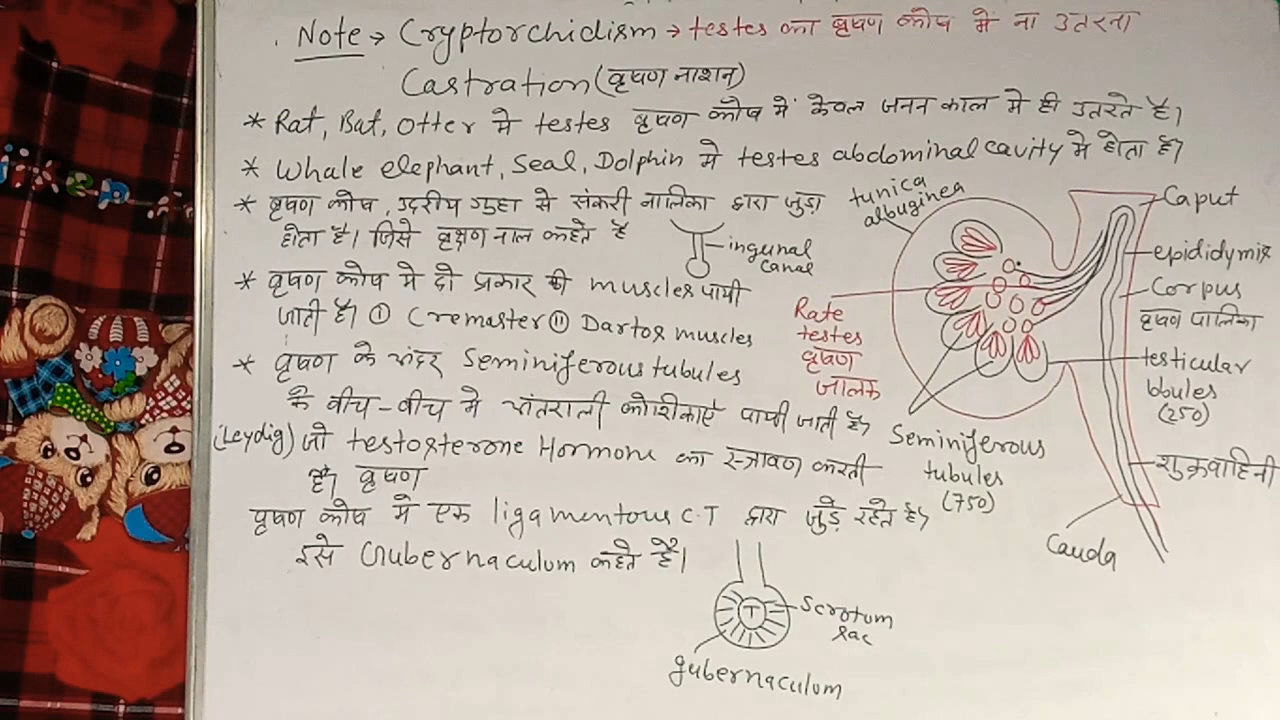 Note → Cryptorchidism → testes का वृषण कोष में ना उतरना
Castration (वृषण नाशन)
* Rat, Bat, Otter में testes वृषण कोष में केवल जनन काल में ही उतरते है।
* Whale elephant, Seal, Dolphin में testes abdominal cavity में होता है।
* वृषण कोष, उदरीय गुहा से संकरी नालिका द्वारा जुड़ा
होता है। जिसे वृक्षण नाल कहते है
ingunal
canal
* वृषण कोष में दो प्रकार की muscles पायी
जाती है। ① Cremaster ⑪ Dartos muscles
* वृषण के अंदर Seminiferous tubules
के बीच-बीच में अंतराली कोशिकाएं पायी जाती है।
(Leydig) जो testosterone Hormone का स्त्रावण करती
है। वृषण
वृषण कोष में एक ligamentous C.T द्वारा जुड़े रहते है।
इसे Gubernaculum कहते है।
tunica
albuginea
Caput
epididymis
Corpus
वृषण पालिका
testicular
lobules
(250)
शुक्रवाहिनी
Cauda
Rate
testes
वृषण
जालक
Seminiferous
tubules
(750)
T
Scrotum
sac
gubernaculum